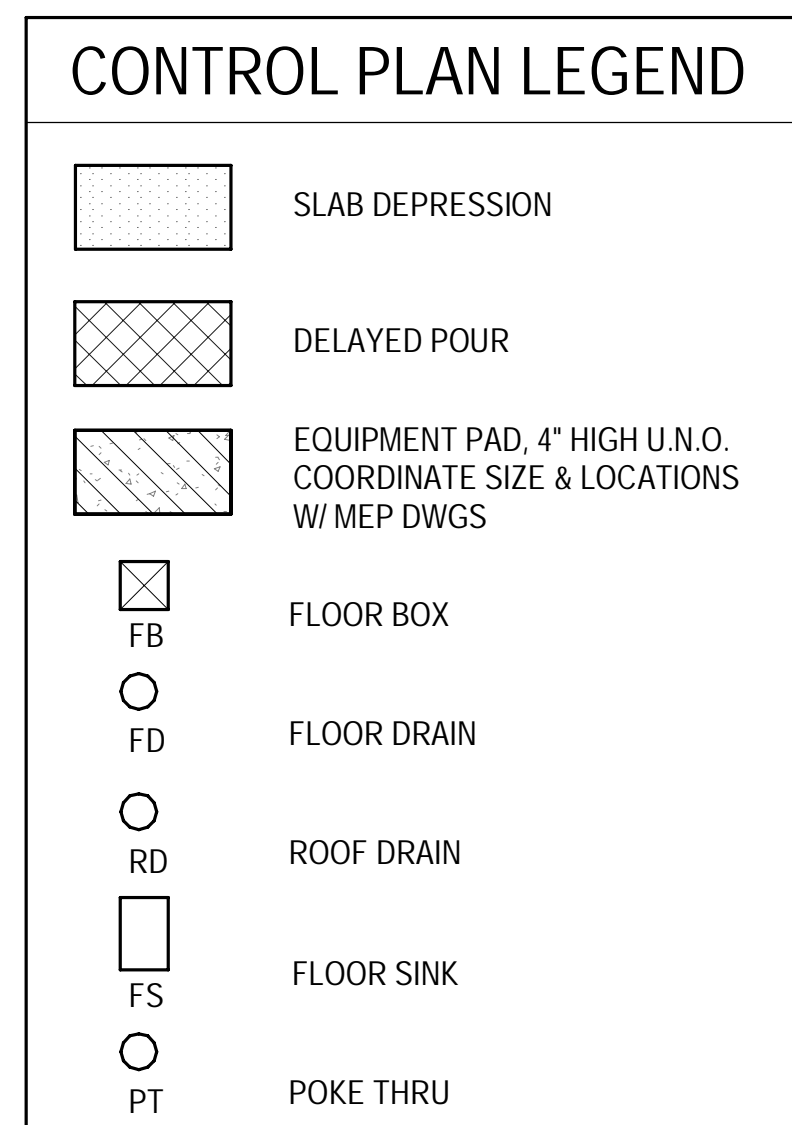 CONTROL PLAN LEGEND
SLAB DEPRESSION
DELAYED POUR
EQUIPMENT PAD, 4" HIGH U.N.O.
COORDINATE SIZE & LOCATIONS
W/ MEP DWGS
FB FLOOR BOX
FD FLOOR DRAIN
RD ROOF DRAIN
FS FLOOR SINK
PT POKE THRU